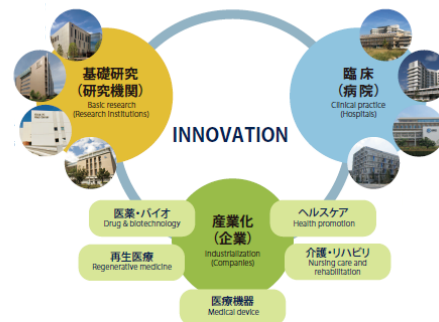 基礎研究
(研究機関)
Basic research
(Research Institutions)
臨床
(病院)
Clinical practice
(Hospitals)
INNOVATION
産業化
(企業)
Industrialization
(Companies)
医薬・バイオ
Drug & biotechnology
再生医療
Regenerative medicine
医療機器
Medical device
ヘルスケア
Health promotion
介護・リハビリ
Nursing care and
rehabilitation